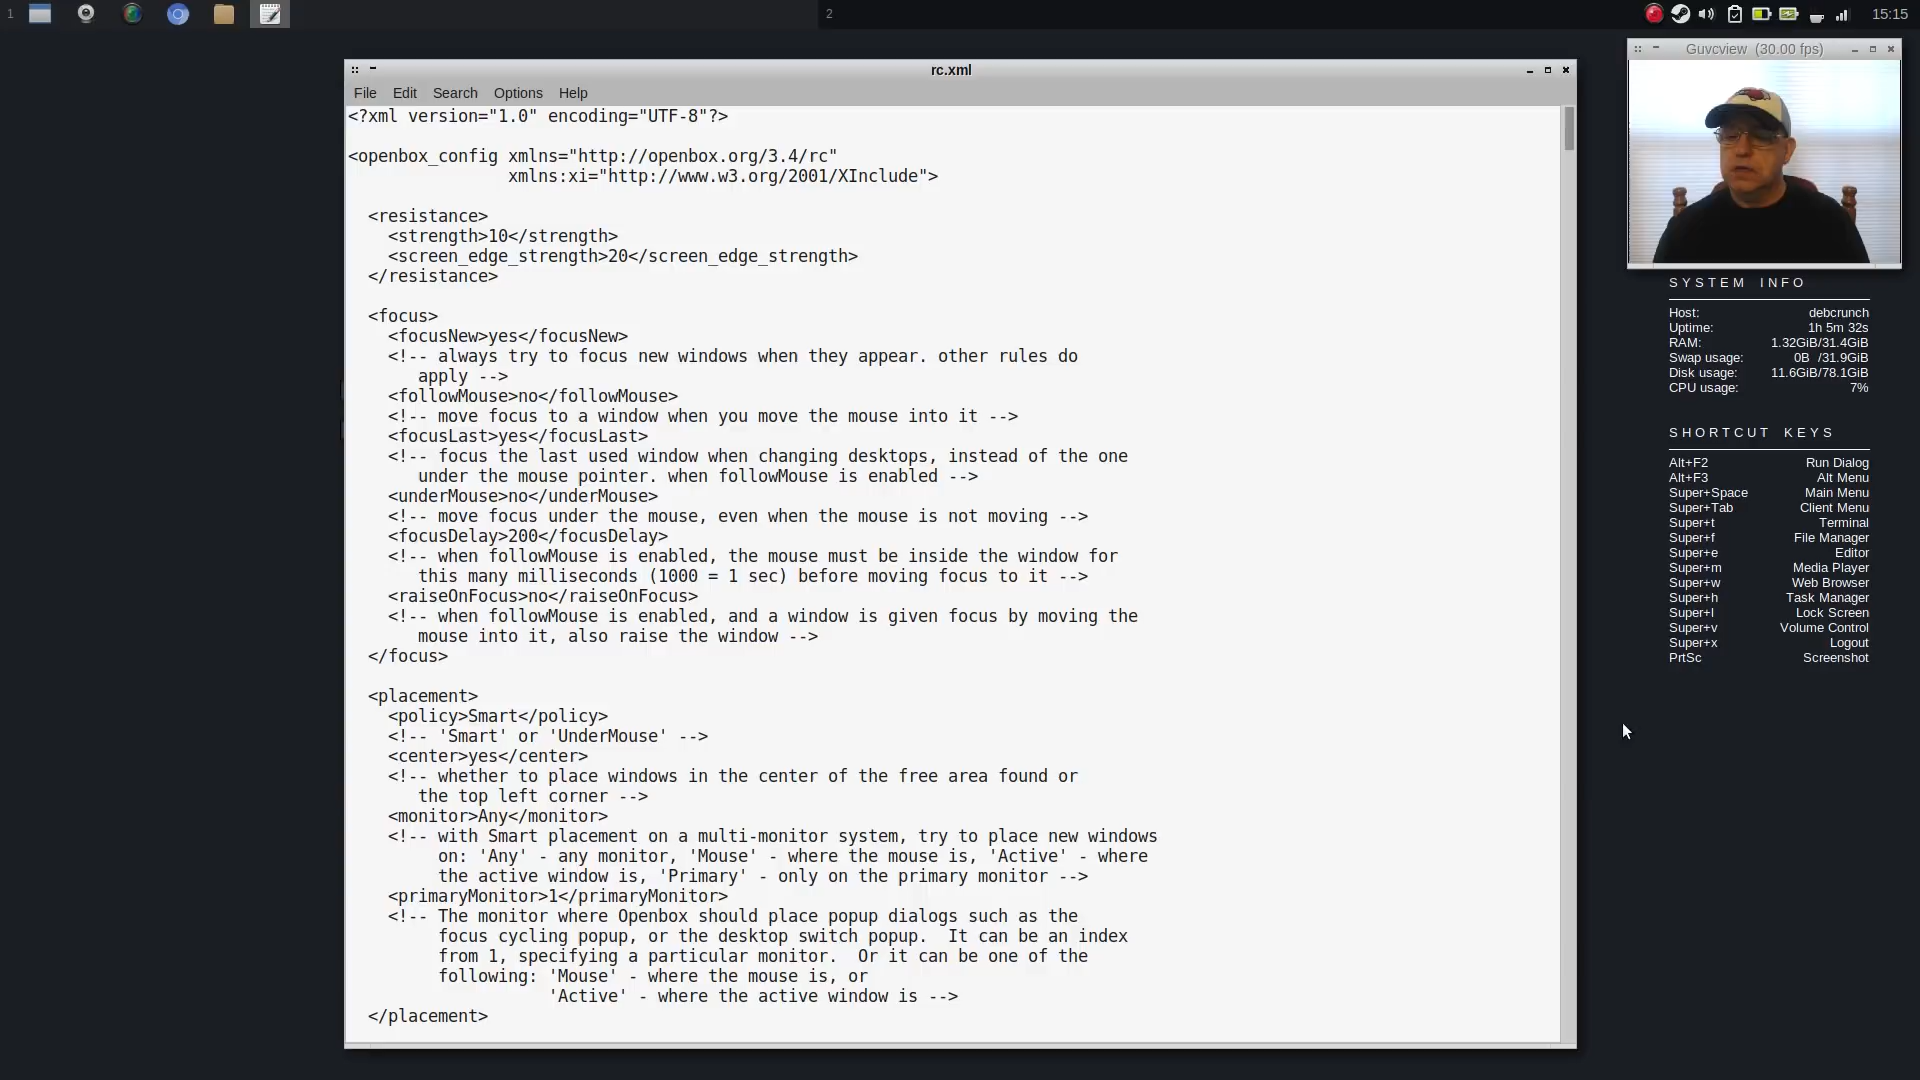 1
2
15:15
Guvcview (30.00 fps)
rc.xml
File Edit Search Options Help
<?xml version="1.0" encoding="UTF-8"?>
<openbox_config xmlns="http://openbox.org/3.4/rc"
xmlns:xi="http://www.w3.org/2001/XInclude">
<resistance>
<strength>10</strength>
<screen_edge_strength>20</screen_edge_strength>
</resistance>
<focus>
<focusNew>yes</focusNew>
<!-- always try to focus new windows when they appear. other rules do
apply -->
<followMouse>no</followMouse>
<!-- move focus to a window when you move the mouse into it -->
<focusLast>yes</focusLast>
<!-- focus the last used window when changing desktops, instead of the one
under the mouse pointer. when followMouse is enabled -->
<underMouse>no</underMouse>
<!-- move focus under the mouse, even when the mouse is not moving -->
<focusDelay>200</focusDelay>
<!-- when followMouse is enabled, the mouse must be inside the window for
this many milliseconds (1000 = 1 sec) before moving focus to it -->
<raiseOnFocus>no</raiseOnFocus>
<!-- when followMouse is enabled, and a window is given focus by moving the
mouse into it, also raise the window -->
</focus>
<placement>
<policy>Smart</policy>
<!-- 'Smart' or 'UnderMouse' -->
<center>yes</center>
<!-- whether to place windows in the center of the free area found or
the top left corner -->
<monitor>Any</monitor>
<!-- with Smart placement on a multi-monitor system, try to place new windows
on: 'Any' - any monitor, 'Mouse' - where the mouse is, 'Active' - where
the active window is, 'Primary' - only on the primary monitor -->
<primaryMonitor>1</primaryMonitor>
<!-- The monitor where Openbox should place popup dialogs such as the
focus cycling popup, or the desktop switch popup.  It can be an index
from 1, specifying a particular monitor.  Or it can be one of the
following: 'Mouse' - where the mouse is, or
'Active' - where the active window is -->
</placement>
SYSTEM INFO
Host: debcrunch
Uptime: 1h 5m 32s
RAM: 1.32GiB/31.4GiB
Swap usage: 0B /31.9GiB
Disk usage: 11.6GiB/78.1GiB
CPU usage: 7%
SHORTCUT KEYS
Alt+F2 Run Dialog
Alt+F3 Alt Menu
Super+Space Main Menu
Super+Tab Client Menu
Super+t Terminal
Super+f File Manager
Super+e Editor
Super+m Media Player
Super+w Web Browser
Super+h Task Manager
Super+l Lock Screen
Super+v Volume Control
Super+x Logout
PrtSc Screenshot